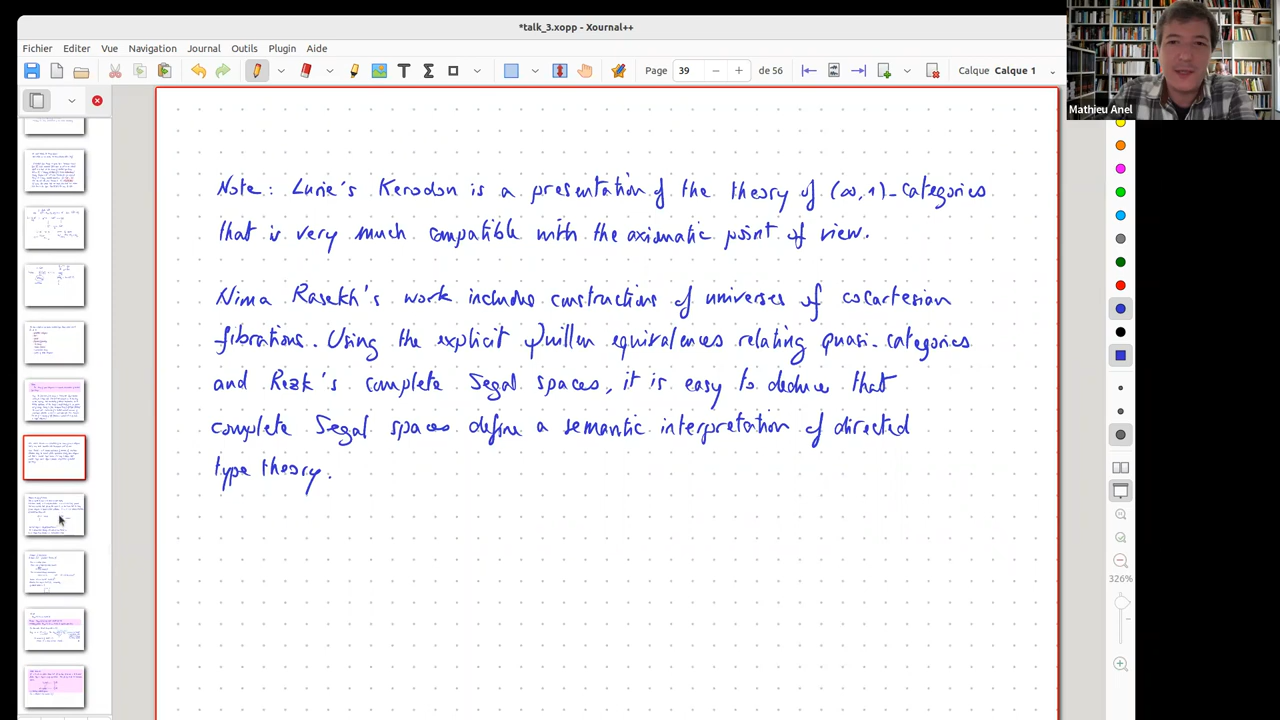 *talk_3.xopp - Xournal++
Fichier Editer Vue Navigation Journal Outils Plugin Aide
Page 39 de 56 Calque Calque 1
Mathieu Anel
Note: Lurie's Kerodon is a presentation of the theory of (∞,1)-categories
that is very much compatible with the axiomatic point of view.
Nima Rasekh's work includes constructions of universes of cocartesian
fibrations. Using the explicit Quillen equivalences relating quasi-categories
and Rezk's complete Segal spaces, it is easy to deduce that
complete Segal spaces define a semantic interpretation of directed
type theory.
326%